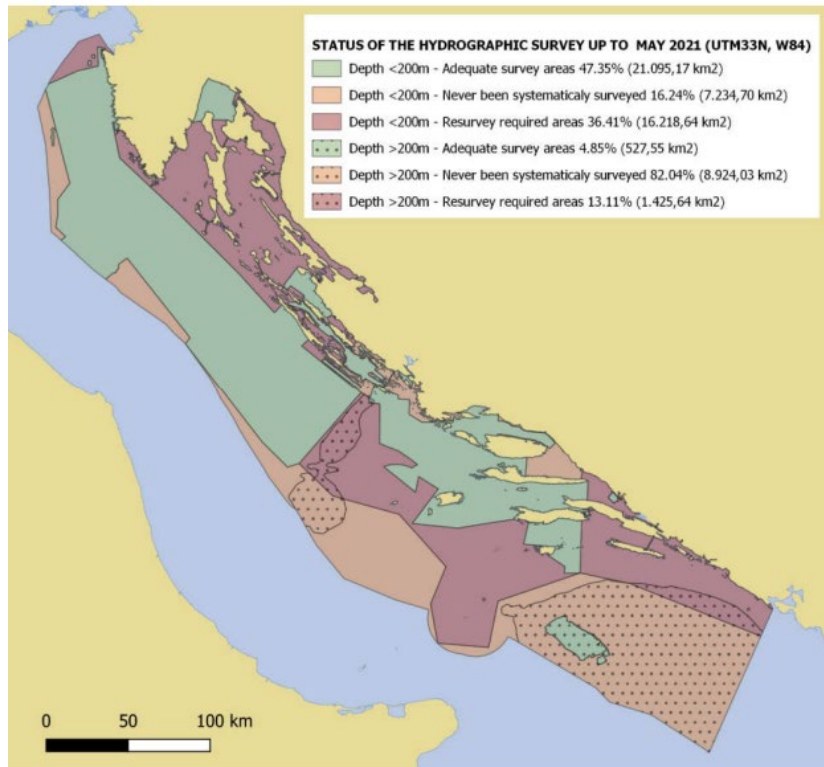 STATUS OF THE HYDROGRAPHIC SURVEY UP TO MAY 2021 (UTM33N, W84)
Depth <200m - Adequate survey areas 47.35% (21.095,17 km2)
Depth <200m - Never been systematicaly surveyed 16.24% (7.234,70 km2)
Depth <200m - Resurvey required areas 36.41% (16.218,64 km2)
Depth >200m - Adequate survey areas 4.85% (527,55 km2)
Depth >200m - Never been systematicaly surveyed 82.04% (8.924,03 km2)
Depth >200m - Resurvey required areas 13.11% (1.425,64 km2)
0 50 100 km